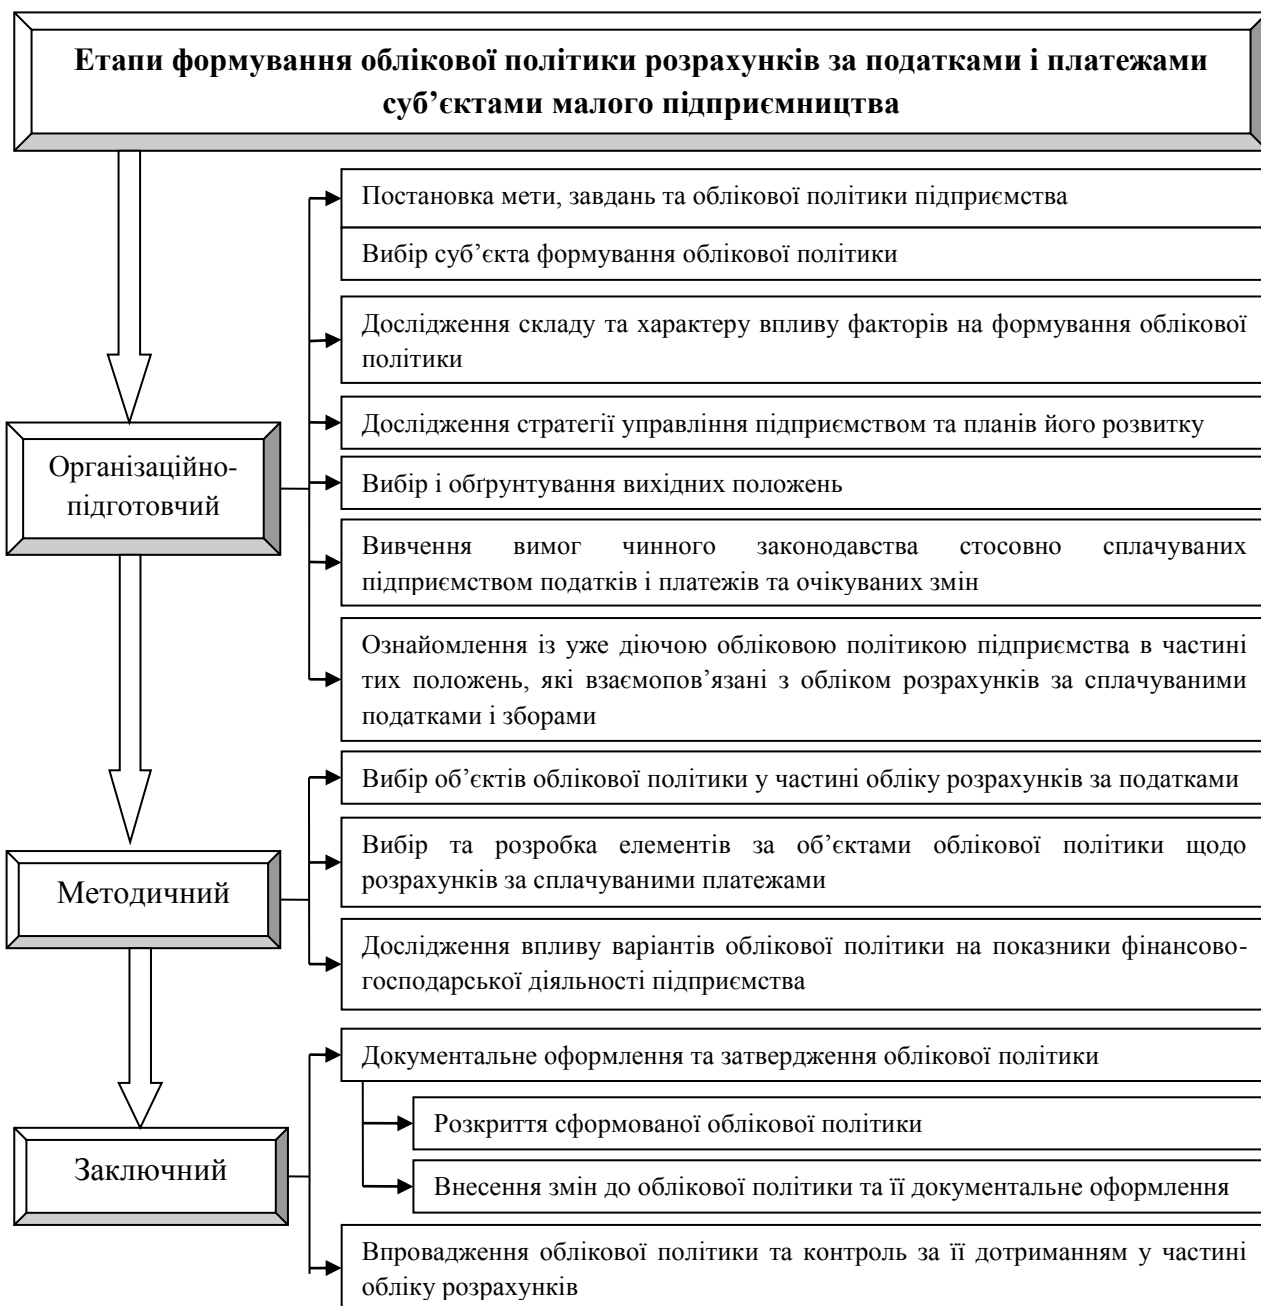 Етапи формування облікової політики розрахунків за податками і платежами
суб’єктами малого підприємництва
Організаційно-
підготовчий
Постановка мети, завдань та облікової політики підприємства
Вибір суб’єкта формування облікової політики
Дослідження складу та характеру впливу факторів на формування облікової
політики
Дослідження стратегії управління підприємством та планів його розвитку
Вибір і обґрунтування вихідних положень
Вивчення вимог чинного законодавства стосовно сплачуваних
підприємством податків і платежів та очікуваних змін
Ознайомлення із уже діючою обліковою політикою підприємства в частині
тих положень, які взаємопов’язані з обліком розрахунків за сплачуваними
податками і зборами
Методичний
Вибір об’єктів облікової політики у частині обліку розрахунків за податками
Вибір та розробка елементів за об’єктами облікової політики щодо
розрахунків за сплачуваними платежами
Дослідження впливу варіантів облікової політики на показники фінансово-
господарської діяльності підприємства
Заключний
Документальне оформлення та затвердження облікової політики
Розкриття сформованої облікової політики
Внесення змін до облікової політики та її документальне оформлення
Впровадження облікової політики та контроль за її дотриманням у частині
обліку розрахунків